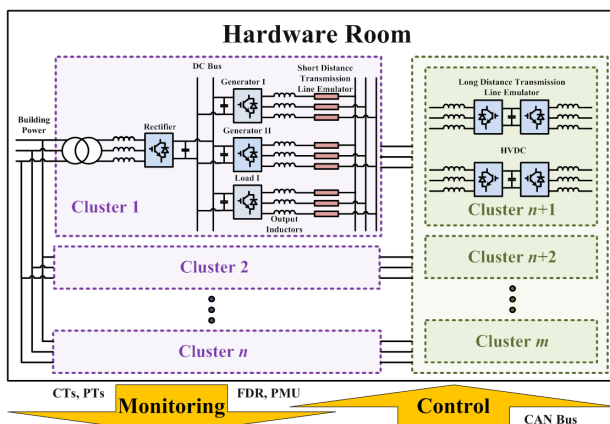 Hardware Room
DC Bus
Generator I
Short Distance
Transmission
Line Emulator
Long Distance Transmission
Line Emulator
Building
Power
Rectifier
Generator II
HVDC
Load I
Cluster 1
Output
Inductors
Cluster n+1
Cluster 2
Cluster n+2
Cluster n
Cluster m
CTs, PTs
Monitoring
FDR, PMU
Control
CAN Bus